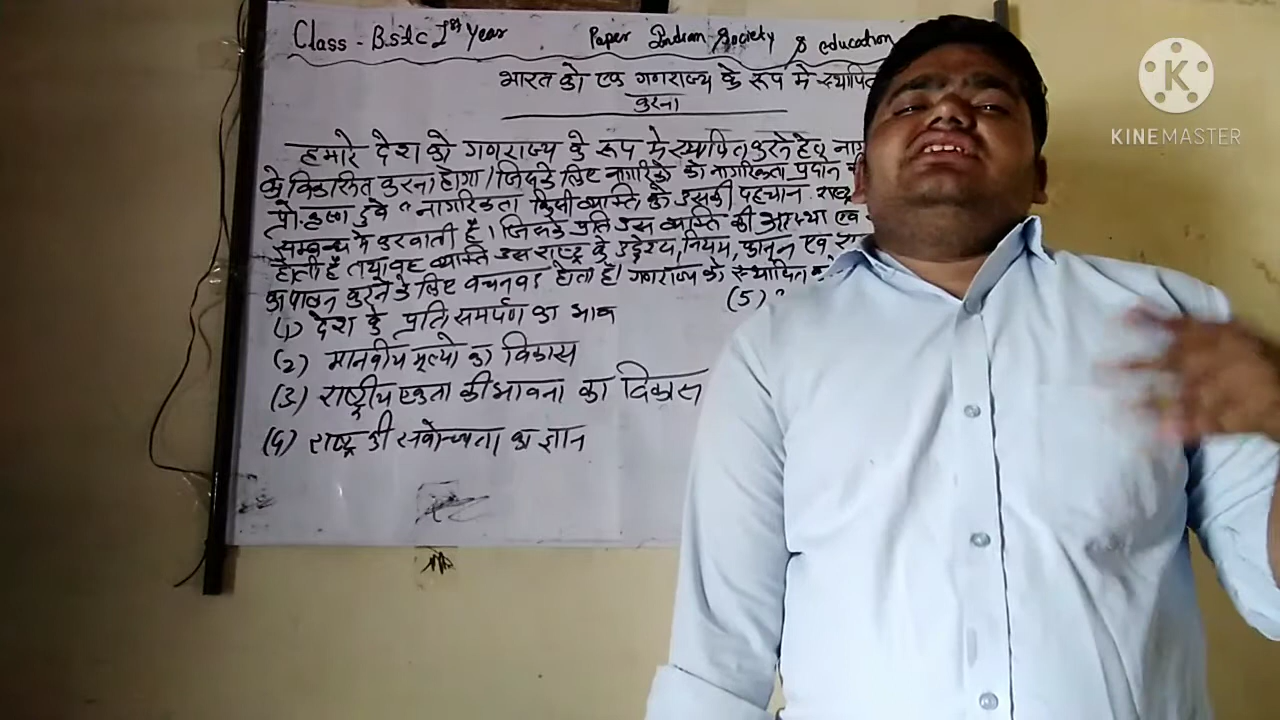 Class - B.Sc I st Year Paper Indian Society & education
भारत को एक गणराज्य के रूप मे स्थापित
करना
हमारे देश को गणराज्य के रूप मे स्थापित करने हेतु
को विकसित करना होगा। जिसके लिए नागरिको को नागरिकता प्रदान
प्रो. दुवे " नागरिकता किसी व्यक्ति को उसकी पहचान राष्ट्र
सम्बन्ध मे करवाती है। जिसके प्रति उस व्यक्ति की आस्था एवं
होती है तथा वह व्यक्ति उस राष्ट्र के उद्देश्य, नियम, कानून एवं
का पालन करने के लिए वचनबद्ध होता है। गणराज्य को स्थापित
(1) देश के प्रति समर्पण का भाव
(5)
(2) मानवीय मूल्यो का विकास
(3) राष्ट्रीय एकता की भावना का विकास
(4) राष्ट्र की सर्वोच्चता का ज्ञान
K
KINEMASTER